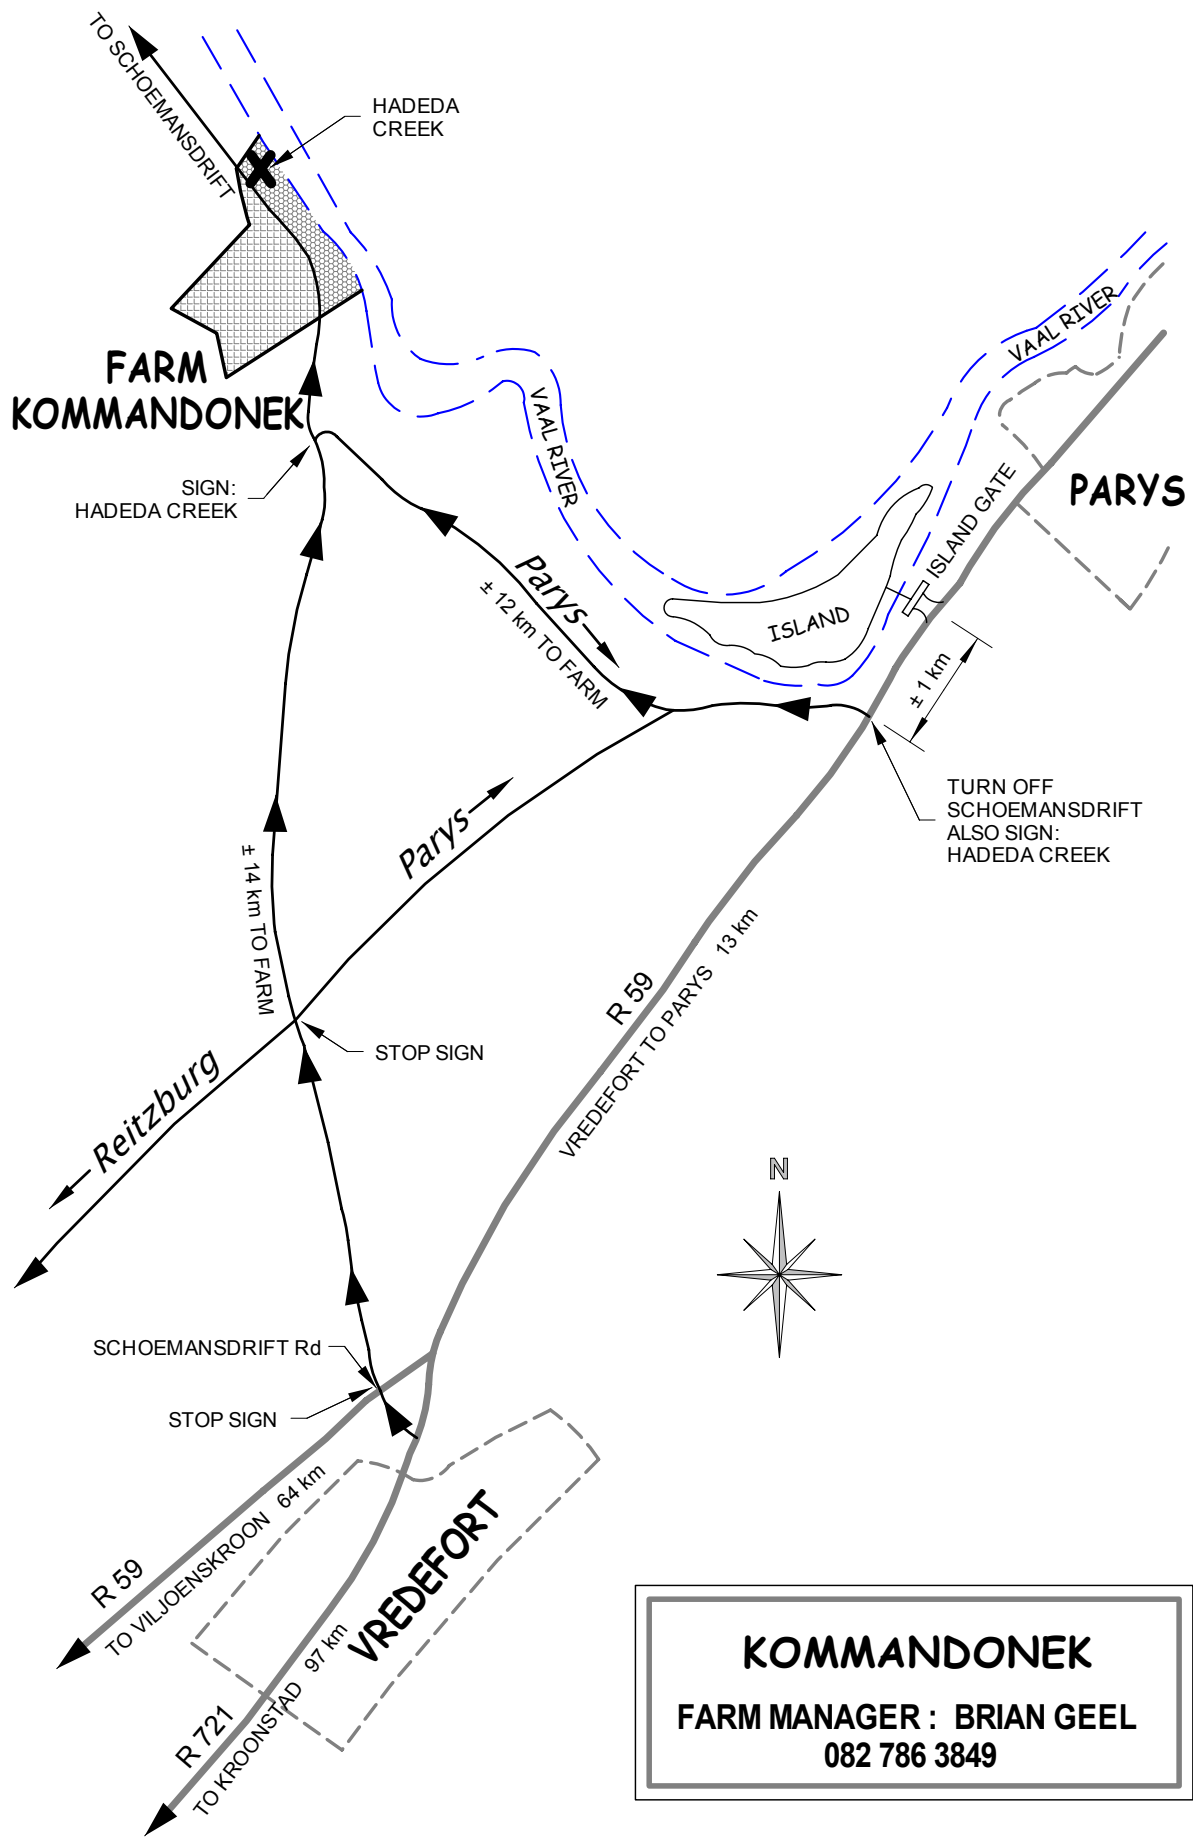 TO SCHOEMANSDRIFT
HADEDA
CREEK
FARM
KOMMANDONEK
SIGN:
HADEDA CREEK
VAAL RIVER
VAAL RIVER
PARYS
ISLAND GATE
ISLAND
Parys
± 12 km TO FARM
± 1 km
TURN OFF
SCHOEMANSDRIFT
ALSO SIGN:
HADEDA CREEK
Parys
± 14 km TO FARM
R 59
VREDEFORT TO PARYS 13 km
STOP SIGN
Reitzburg
N
SCHOEMANSDRIFT Rd
STOP SIGN
R 59
TO VILJOENSKROON 64 km
VREDEFORT
R 721
TO KROONSTAD 97 km
KOMMANDONEK
FARM MANAGER : BRIAN GEEL
082 786 3849